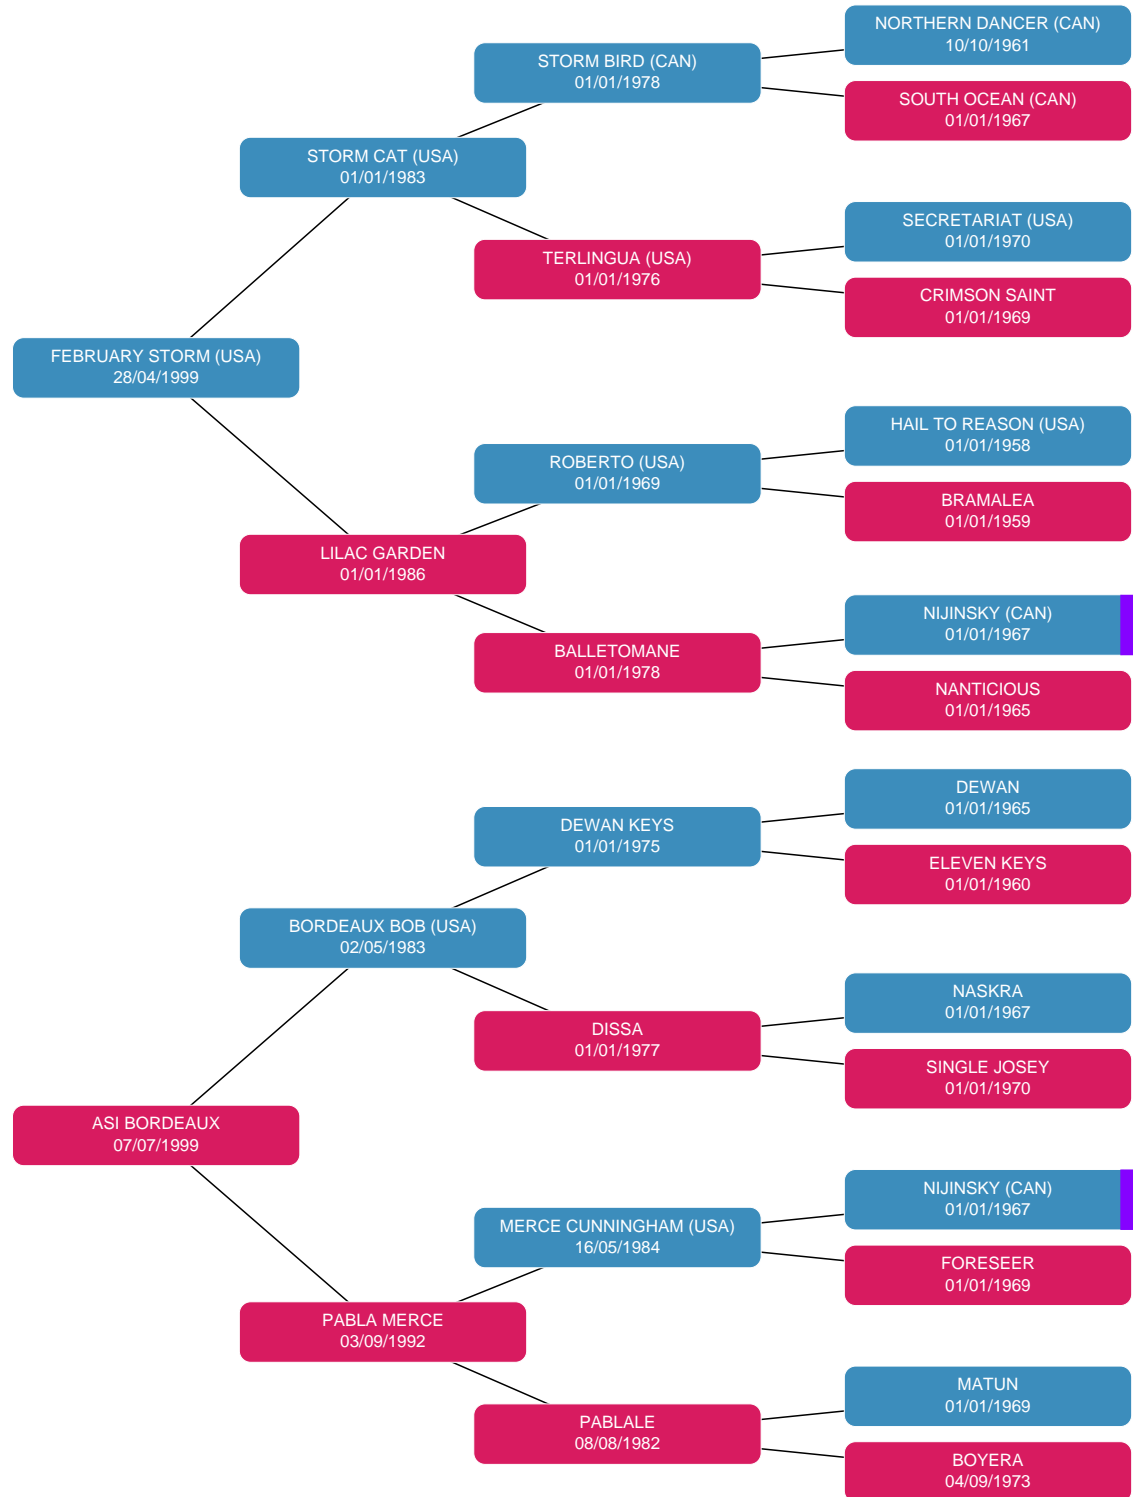 NORTHERN DANCER (CAN)
10/10/1961
STORM BIRD (CAN)
01/01/1978
SOUTH OCEAN (CAN)
01/01/1967
STORM CAT (USA)
01/01/1983
SECRETARIAT (USA)
01/01/1970
TERLINGUA (USA)
01/01/1976
CRIMSON SAINT
01/01/1969
FEBRUARY STORM (USA)
28/04/1999
HAIL TO REASON (USA)
01/01/1958
ROBERTO (USA)
01/01/1969
BRAMALEA
01/01/1959
LILAC GARDEN
01/01/1986
NIJINSKY (CAN)
01/01/1967
BALLETOMANE
01/01/1978
NANTICIOUS
01/01/1965
DEWAN
01/01/1965
DEWAN KEYS
01/01/1975
ELEVEN KEYS
01/01/1960
BORDEAUX BOB (USA)
02/05/1983
NASKRA
01/01/1967
DISSA
01/01/1977
SINGLE JOSEY
01/01/1970
ASI BORDEAUX
07/07/1999
NIJINSKY (CAN)
01/01/1967
MERCE CUNNINGHAM (USA)
16/05/1984
FORESEER
01/01/1969
PABLA MERCE
03/09/1992
MATUN
01/01/1969
PABLALE
08/08/1982
BOYERA
04/09/1973